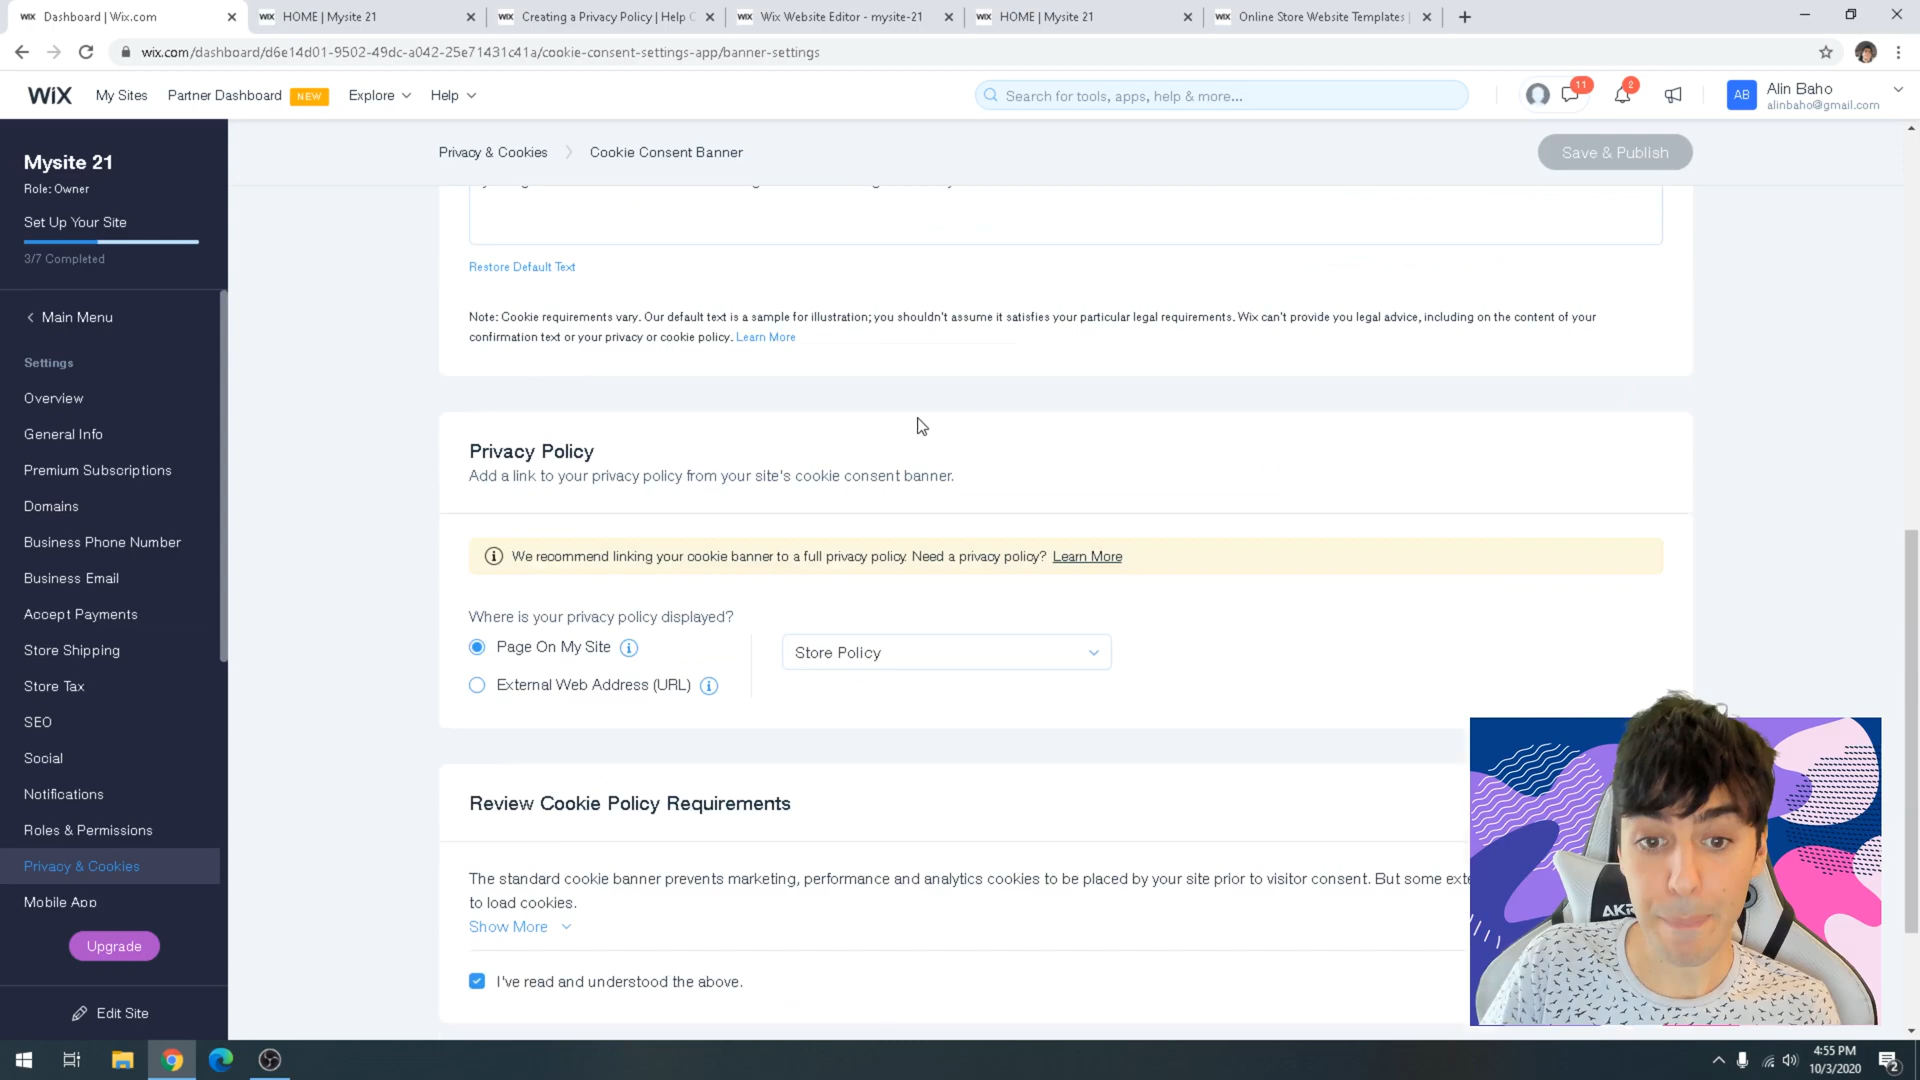 WiX Dashboard | Wix.com
WiX HOME | Mysite 21
WiX Creating a Privacy Policy | Help C
WiX Wix Website Editor - mysite-21
WiX HOME | Mysite 21
WiX Online Store Website Templates |
wix.com/dashboard/d6e14d01-9502-49dc-a042-25e71431c41a/cookie-consent-settings-app/banner-settings
WiX My Sites Partner Dashboard NEW Explore Help
Search for tools, apps, help & more...
11
2
AB
Alin Baho
alinbaho@gmail.com
Mysite 21
Role: Owner
Set Up Your Site
3/7 Completed
Main Menu
Settings
Overview
General Info
Premium Subscriptions
Domains
Business Phone Number
Business Email
Accept Payments
Store Shipping
Store Tax
SEO
Social
Notifications
Roles & Permissions
Privacy & Cookies
Mobile App
Upgrade
Edit Site
Privacy & Cookies > Cookie Consent Banner
Save & Publish
Restore Default Text
Note: Cookie requirements vary. Our default text is a sample for illustration; you shouldn't assume it satisfies your particular legal requirements. Wix can't provide you legal advice, including on the content of your
confirmation text or your privacy or cookie policy. Learn More
Privacy Policy
Add a link to your privacy policy from your site's cookie consent banner.
We recommend linking your cookie banner to a full privacy policy. Need a privacy policy? Learn More
Where is your privacy policy displayed?
Page On My Site
Store Policy
External Web Address (URL)
Review Cookie Policy Requirements
The standard cookie banner prevents marketing, performance and analytics cookies to be placed by your site prior to visitor consent. But some exte
to load cookies.
Show More
I've read and understood the above.
4:55 PM
10/3/2020
2